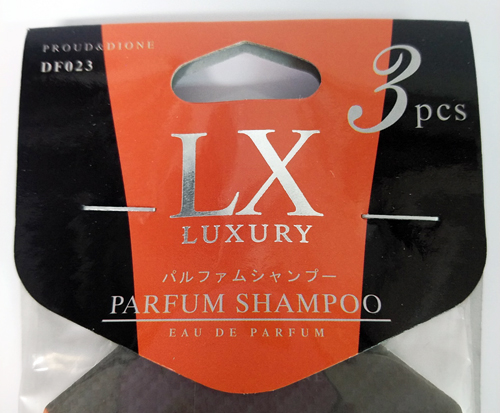 PROUD&DIONE
DF023
3pcs
LX
LUXURY
パルファムシャンプー
PARFUM SHAMPOO
EAU DE PARFUM